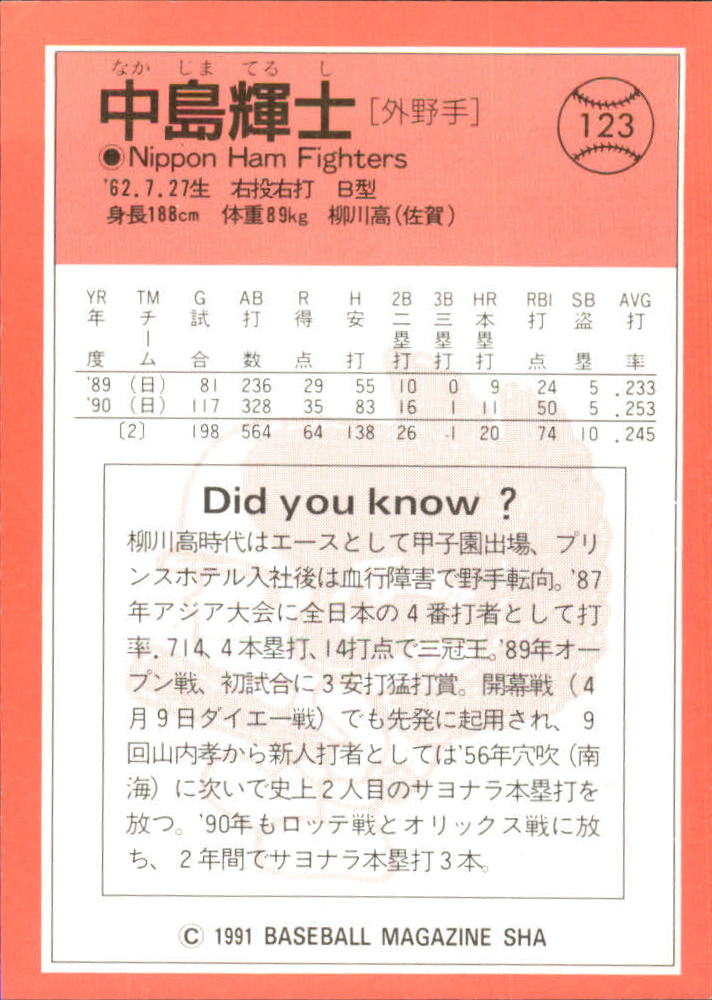 なか じま てる し
中島輝士 [外野手]
123
●Nippon Ham Fighters
'62.7.27生 右投右打 B型
身長188cm 体重89kg 柳川高(佐賀)
YR TM G AB R H 2B 3B HR RBI SB AVG
年度 チーム 試合 打数 得点 安打 二塁打 三塁打 本塁打 打点 盗塁 打率
'89 (日) 81 236 29 55 10 0 9 24 5 .233
'90 (日) 117 328 35 83 16 1 11 50 5 .253
〔2〕 198 564 64 138 26 1 20 74 10 .245
Did you know ?
柳川高時代はエースとして甲子園出場、プリ
ンスホテル入社後は血行障害で野手転向。'87
年アジア大会に全日本の4番打者として打
率.714、4本塁打、14打点で三冠王。'89年オー
プン戦、初試合に3安打猛打賞。開幕戦(4
月9日ダイエー戦)でも先発に起用され、9
回山内孝から新人打者としては'56年穴吹(南
海)に次いで史上2人目のサヨナラ本塁打を
放つ。'90年もロッテ戦とオリックス戦に放
ち、2年間でサヨナラ本塁打3本。
© 1991 BASEBALL MAGAZINE SHA